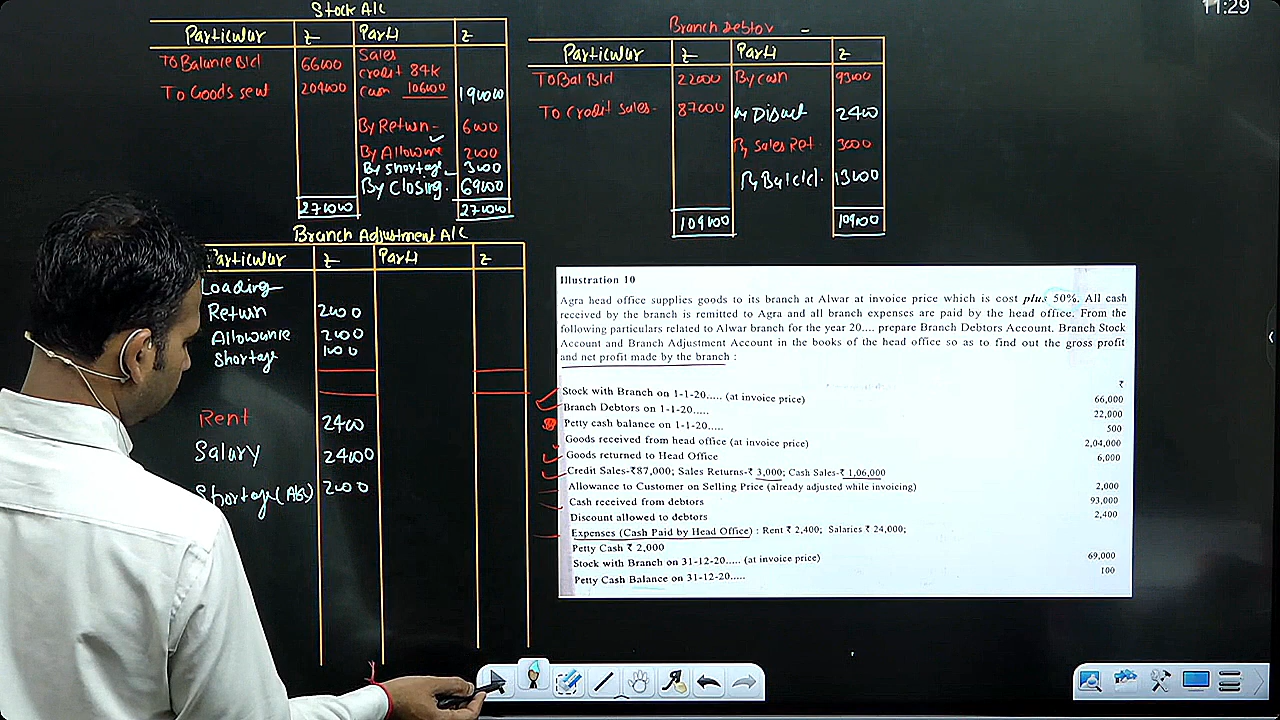 11:29
Stock A/c
Particular ₹ Parti ₹
To Balance B/d 66000 Sales
credit 84K
To Goods sent 204000 cash 106000 190000
By Return 6000
By Allowance 2000
By Shortage 3000
By Closing. 69000
270000 270000
Branch Debtor
Particular ₹ Parti ₹
To Bal B/d 22000 By cash 93000
To Credit Sales 87000 By Discount 2400
By Sales Ret. 3000
By Bal c/d. 13000
109000 109000
Branch Adjustment A/c
Particular ₹ Parti ₹
Loading
Return 2000
Allowance 2000
Shortage 1000
Rent 2400
Salary 24000
Shortage (Abs) 2000
Illustration 10
Agra head office supplies goods to its branch at Alwar at invoice price which is cost plus 50%. All cash
received by the branch is remitted to Agra and all branch expenses are paid by the head office. From the
following particulars related to Alwar branch for the year 20.... prepare Branch Debtors Account. Branch Stock
Account and Branch Adjustment Account in the books of the head office so as to find out the gross profit
and net profit made by the branch :
₹
Stock with Branch on 1-1-20..... (at invoice price) 66,000
Branch Debtors on 1-1-20..... 22,000
Petty cash balance on 1-1-20..... 500
Goods received from head office (at invoice price) 2,04,000
Goods returned to Head Office 6,000
Credit Sales-₹87,000; Sales Returns-₹ 3,000; Cash Sales-₹ 1,06,000
Allowance to Customer on Selling Price (already adjusted while invoicing) 2,000
Cash received from debtors 93,000
Discount allowed to debtors 2,400
Expenses (Cash Paid by Head Office) : Rent ₹ 2,400; Salaries ₹ 24,000;
Petty Cash ₹ 2,000
Stock with Branch on 31-12-20..... (at invoice price) 69,000
Petty Cash Balance on 31-12-20..... 100